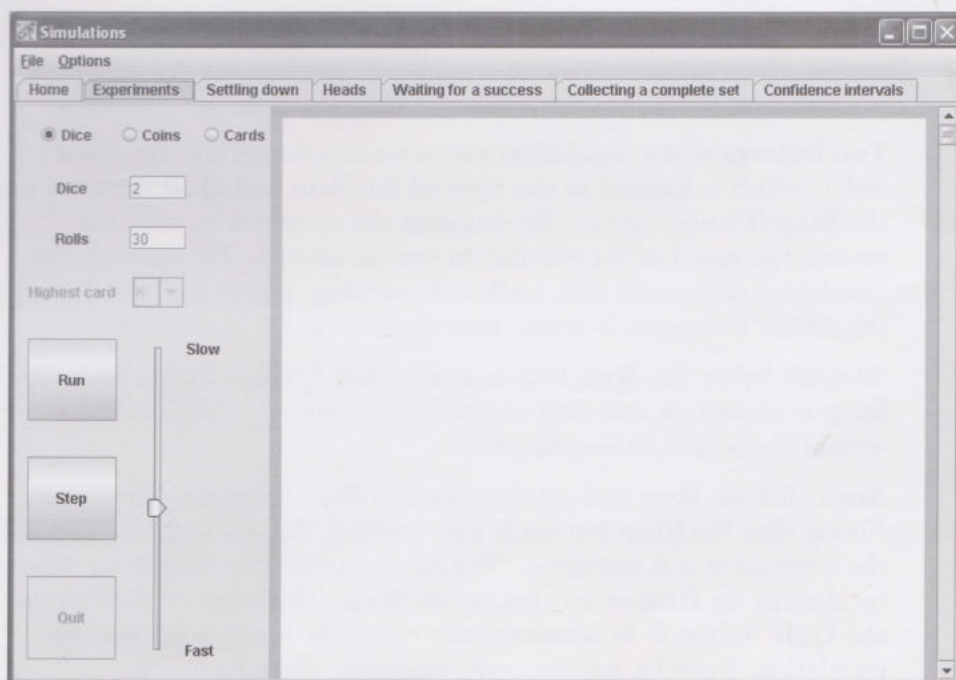 Simulations
File Options
Home Experiments Settling down Heads Waiting for a success Collecting a complete set Confidence intervals
Dice Coins Cards
Dice 2
Rolls 30
Highest card
Slow
Run
Step
Quit
Fast